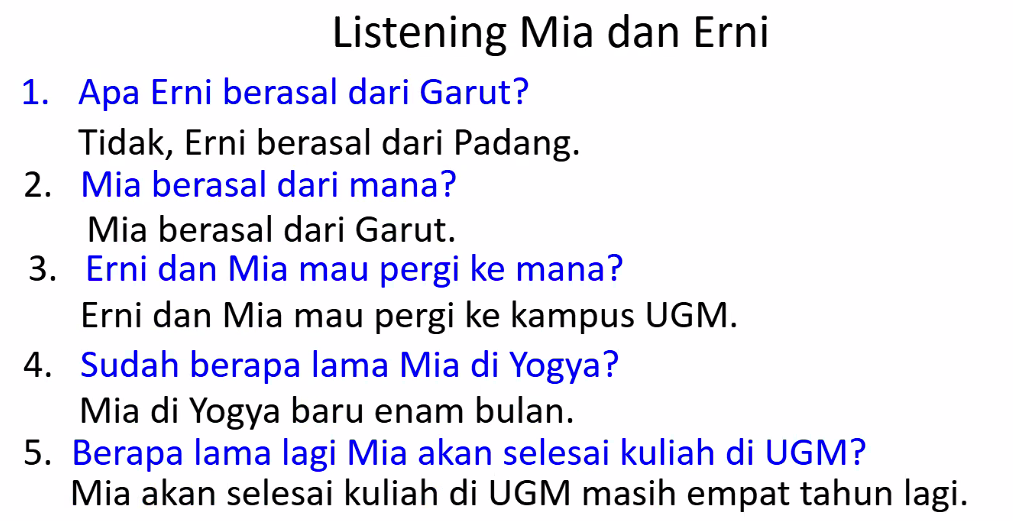 Listening Mia dan Erni
1. Apa Erni berasal dari Garut?
Tidak, Erni berasal dari Padang.
2. Mia berasal dari mana?
Mia berasal dari Garut.
3. Erni dan Mia mau pergi ke mana?
Erni dan Mia mau pergi ke kampus UGM.
4. Sudah berapa lama Mia di Yogya?
Mia di Yogya baru enam bulan.
5. Berapa lama lagi Mia akan selesai kuliah di UGM?
Mia akan selesai kuliah di UGM masih empat tahun lagi.